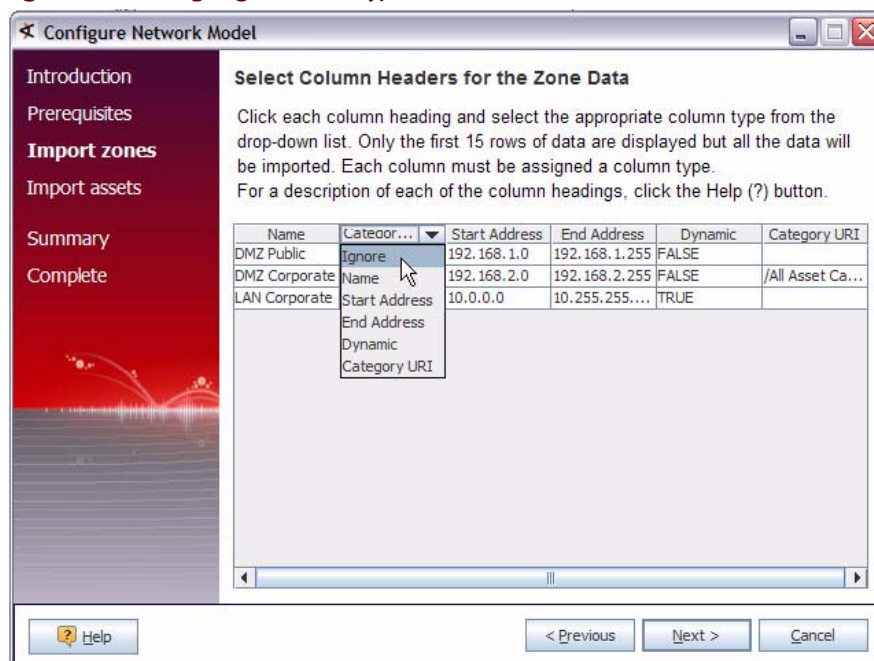 Configure Network Model
Introduction
Prerequisites
Import zones
Import assets
Summary
Complete
Select Column Headers for the Zone Data
Click each column heading and select the appropriate column type from the
drop-down list. Only the first 15 rows of data are displayed but all the data will
be imported. Each column must be assigned a column type.
For a description of each of the column headings, click the Help (?) button.
Name Categor... Start Address End Address Dynamic Category URI
DMZ Public 192.168.1.0 192.168.1.255 FALSE
DMZ Corporate 192.168.2.0 192.168.2.255 FALSE /All Asset Ca...
LAN Corporate 10.0.0.0 10.255.255.... TRUE
Ignore
Name
Start Address
End Address
Dynamic
Category URI
? Help
< Previous
Next >
Cancel